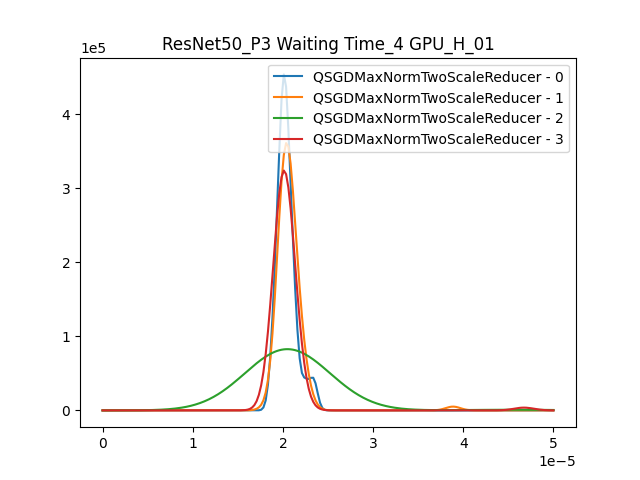 ResNet50_P3 Waiting Time_4 GPU_H_01
1e5
QSGDMaxNormTwoScaleReducer - 0
QSGDMaxNormTwoScaleReducer - 1
QSGDMaxNormTwoScaleReducer - 2
QSGDMaxNormTwoScaleReducer - 3
4
3
2
1
0
0 1 2 3 4 5
1e−5